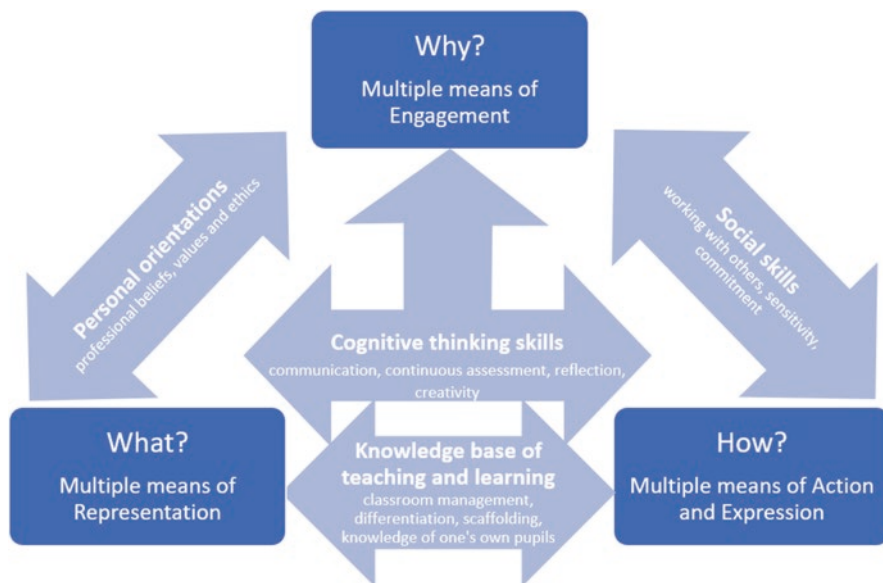 Why?
Multiple means of
Engagement
Personal orientations
professional beliefs, values and ethics
Social skills
working with others, sensitivity,
commitment
Cognitive thinking skills
communication, continuous assessment, reflection,
creativity
What?
Multiple means of
Representation
Knowledge base of
teaching and learning
classroom management,
differentiation, scaffolding,
knowledge of one's own pupils
How?
Multiple means of Action
and Expression